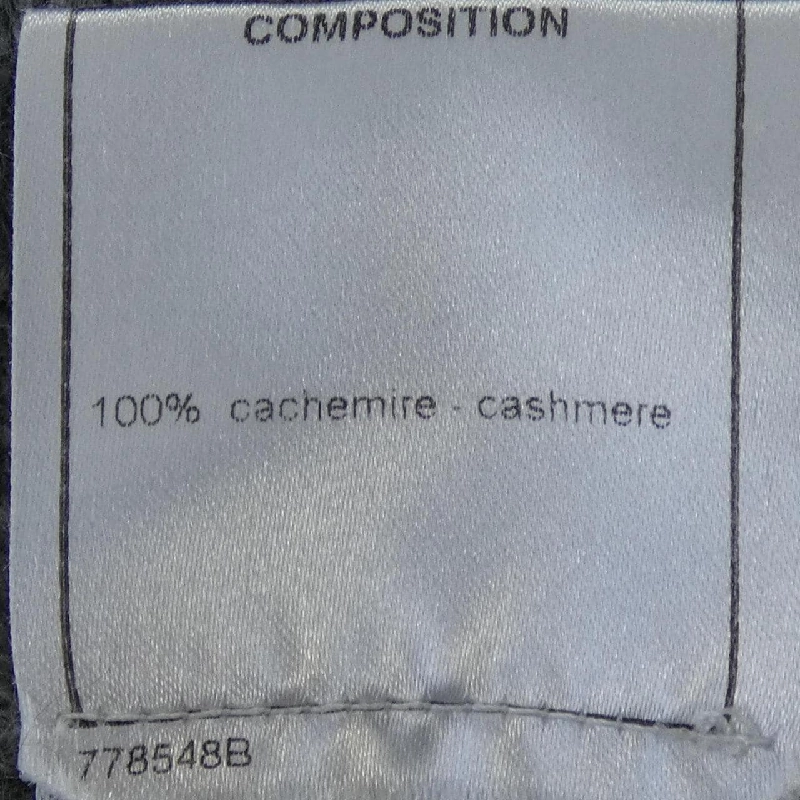 COMPOSITION
100% cachemire - cashmere
778548B